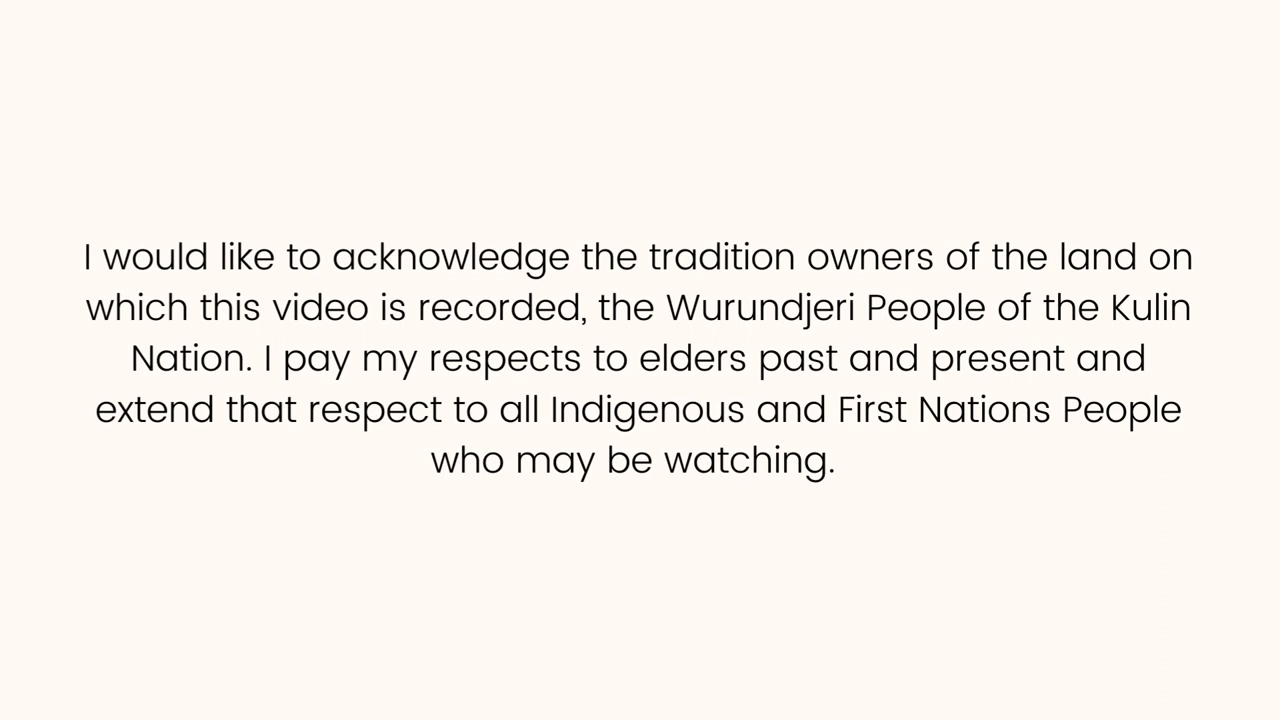 I would like to acknowledge the tradition owners of the land on
which this video is recorded, the Wurundjeri People of the Kulin
Nation. I pay my respects to elders past and present and
extend that respect to all Indigenous and First Nations People
who may be watching.